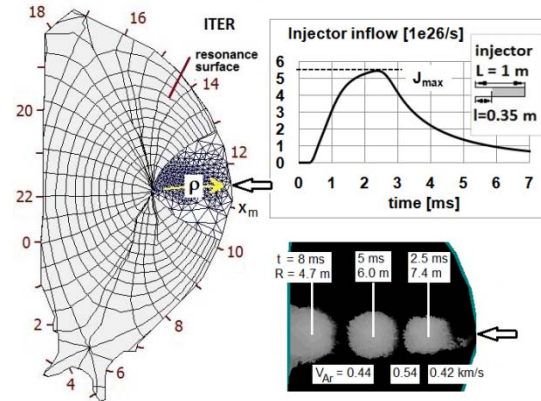 ITER
resonance
surface
18
16
14
20
12
22
ρ
x_m
0
10
2
8
4
6
Injector inflow [1e26/s]
6
5
4
3
2
1
0
J_max
injector
L = 1 m
l=0.35 m
0 1 2 3 4 5 6 7
time [ms]
t = 8 ms
R = 4.7 m
5 ms
6.0 m
2.5 ms
7.4 m
V_Ar = 0.44 0.54 0.42 km/s